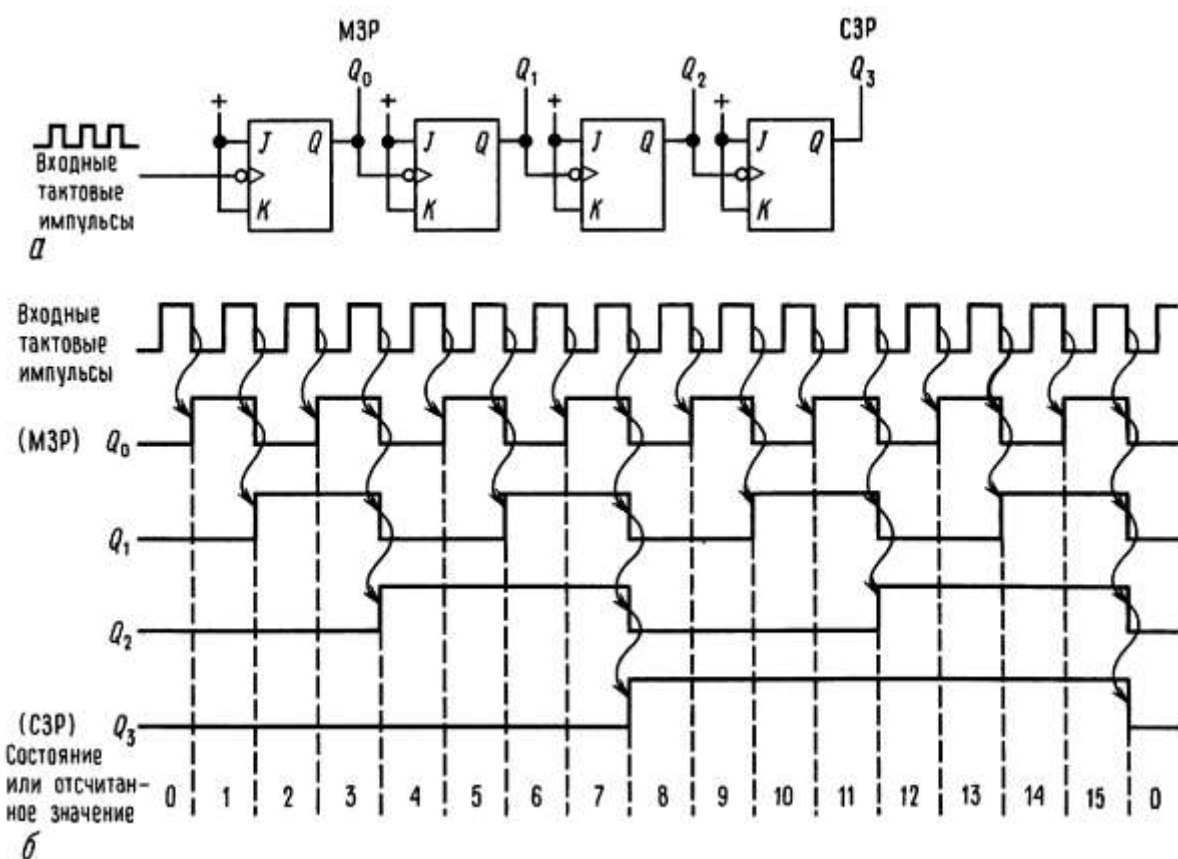 МЗР
СЗР
Q₀
Q₁
Q₂
Q₃
+
+
+
+
J Q
J Q
J Q
J Q
K
K
K
K
Входные
тактовые
импульсы
а
Входные
тактовые
импульсы
(МЗР) Q₀
Q₁
Q₂
(СЗР) Q₃
Состояние
или отсчитан-
ное значение
0 1 2 3 4 5 6 7 8 9 10 11 12 13 14 15 0
б